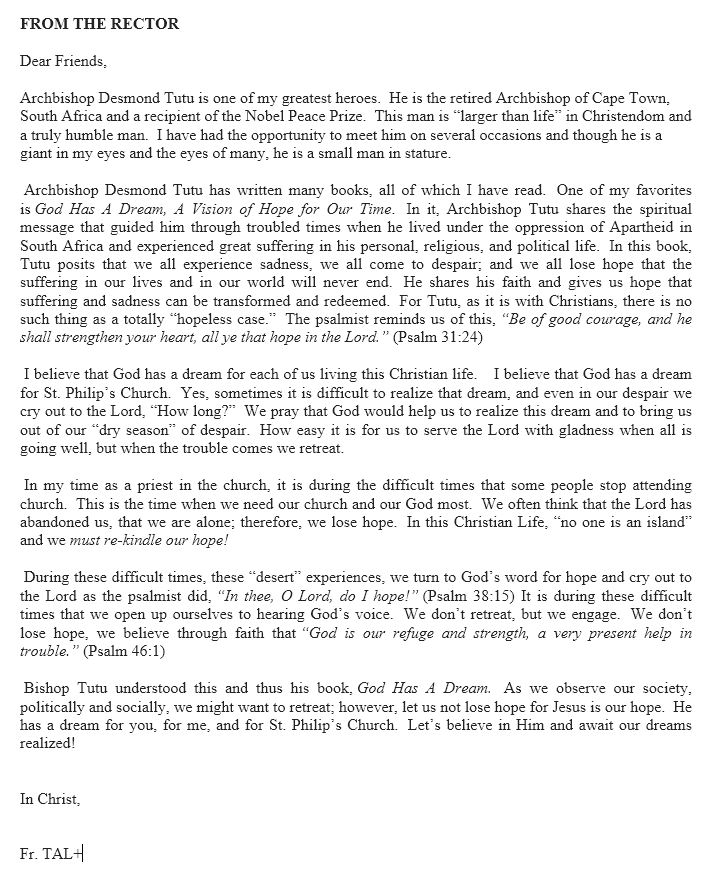 FROM THE RECTOR
Dear Friends,
Archbishop Desmond Tutu is one of my greatest heroes.  He is the retired Archbishop of Cape Town,
South Africa and a recipient of the Nobel Peace Prize.  This man is “larger than life” in Christendom and
a truly humble man.  I have had the opportunity to meet him on several occasions and though he is a
giant in my eyes and the eyes of many, he is a small man in stature.
Archbishop Desmond Tutu has written many books, all of which I have read.  One of my favorites
is God Has A Dream, A Vision of Hope for Our Time.  In it, Archbishop Tutu shares the spiritual
message that guided him through troubled times when he lived under the oppression of Apartheid in
South Africa and experienced great suffering in his personal, religious, and political life.  In this book,
Tutu posits that we all experience sadness, we all come to despair; and we all lose hope that the
suffering in our lives and in our world will never end.  He shares his faith and gives us hope that
suffering and sadness can be transformed and redeemed.  For Tutu, as it is with Christians, there is no
such thing as a totally “hopeless case.”  The psalmist reminds us of this, “Be of good courage, and he
shall strengthen your heart, all ye that hope in the Lord.” (Psalm 31:24)
I believe that God has a dream for each of us living this Christian life.   I believe that God has a dream
for St. Philip’s Church.  Yes, sometimes it is difficult to realize that dream, and even in our despair we
cry out to the Lord, “How long?”  We pray that God would help us to realize this dream and to bring us
out of our “dry season” of despair.  How easy it is for us to serve the Lord with gladness when all is
going well, but when the trouble comes we retreat.
In my time as a priest in the church, it is during the difficult times that some people stop attending
church.  This is the time when we need our church and our God most.  We often think that the Lord has
abandoned us, that we are alone; therefore, we lose hope.  In this Christian Life, “no one is an island”
and we must re-kindle our hope!
During these difficult times, these “desert” experiences, we turn to God’s word for hope and cry out to
the Lord as the psalmist did, “In thee, O Lord, do I hope!” (Psalm 38:15) It is during these difficult
times that we open up ourselves to hearing God’s voice.  We don’t retreat, but we engage.  We don’t
lose hope, we believe through faith that “God is our refuge and strength, a very present help in
trouble.” (Psalm 46:1)
Bishop Tutu understood this and thus his book, God Has A Dream.  As we observe our society,
politically and socially, we might want to retreat; however, let us not lose hope for Jesus is our hope.  He
has a dream for you, for me, and for St. Philip’s Church.  Let’s believe in Him and await our dreams
realized!
In Christ,
Fr. TAL+